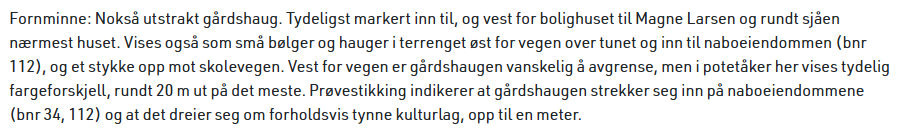 Fornminne: Nokså utstrakt gårdshaug. Tydeligst markert inn til, og vest for bolighuset til Magne Larsen og rundt sjåen
nærmest huset. Vises også som små bølger og hauger i terrenget øst for vegen over tunet og inn til naboeiendommen (bnr
112), og et stykke opp mot skolevegen. Vest for vegen er gårdshaugen vanskelig å avgrense, men i potetåker her vises tydelig
fargeforskjell, rundt 20 m ut på det meste. Prøvestikking indikerer at gårdshaugen strekker seg inn på naboeiendommene
(bnr 34, 112) og at det dreier seg om forholdsvis tynne kulturlag, opp til en meter.